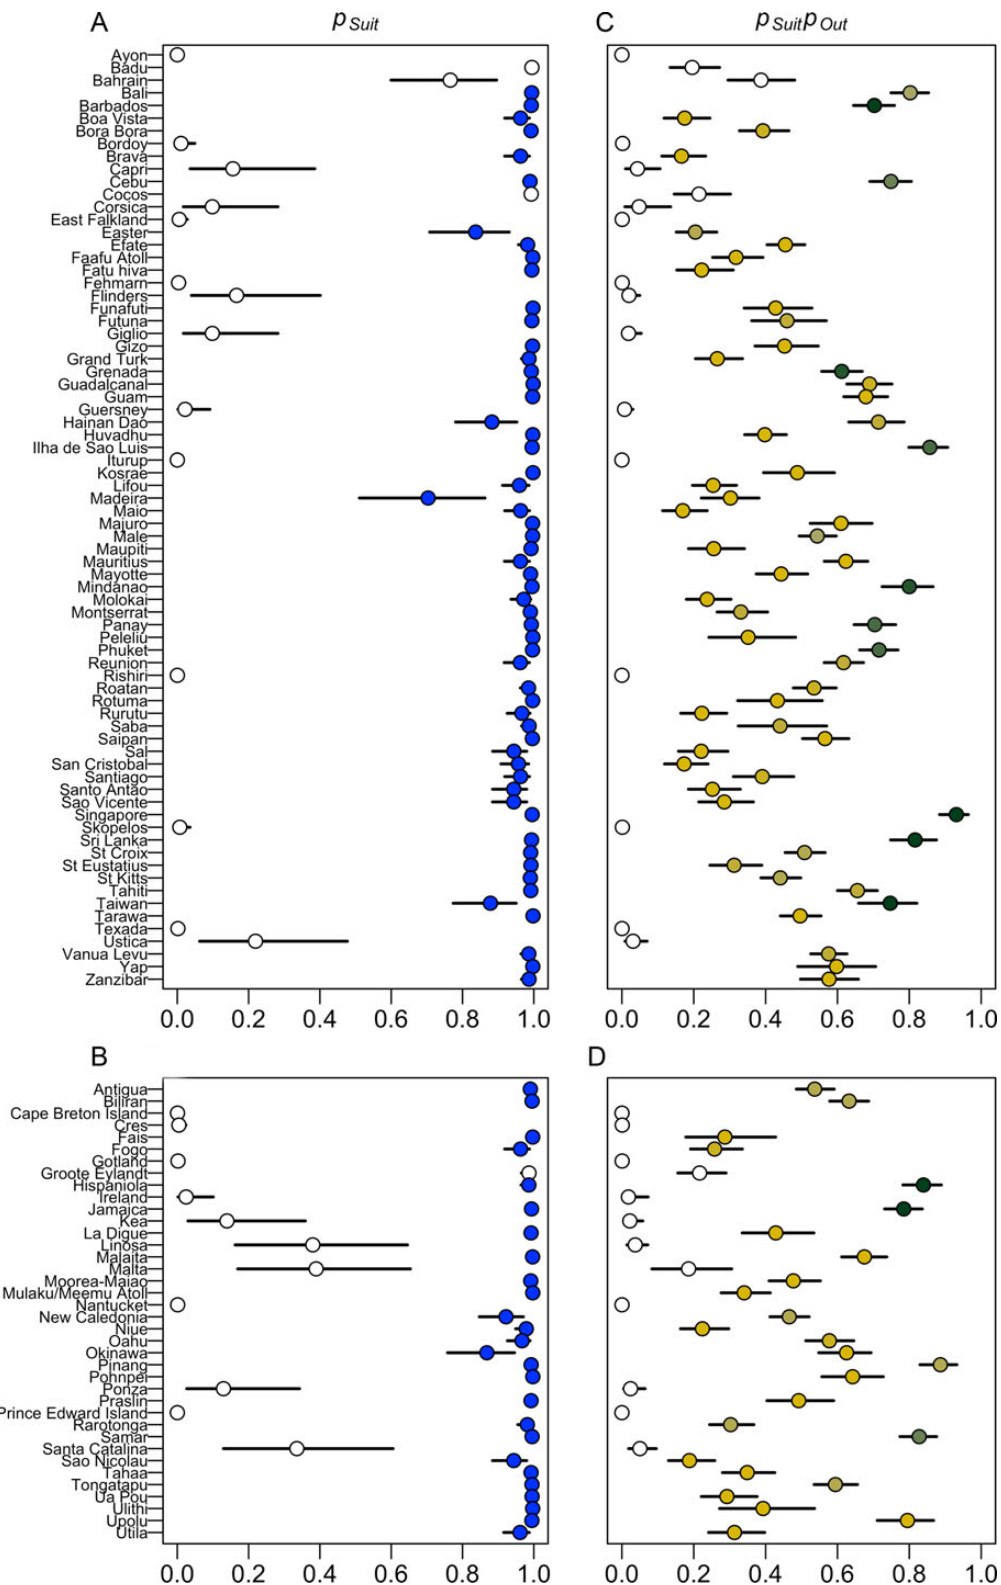 A
p Suit
C
p Suit p Out
Ayon
Badu
Bahrain
Bali
Barbados
Boa Vista
Bora Bora
Bordoy
Brava
Capri
Cebu
Cocos
Corsica
East Falkland
Easter
Efate
Faafu Atoll
Fatu hiva
Fehmarn
Flinders
Funafuti
Futuna
Giglio
Gizo
Grand Turk
Grenada
Guadalcanal
Guam
Guersney
Hainan Dao
Huvadhu
Ilha de Sao Luis
Iturup
Kosrae
Lifou
Madeira
Maio
Majuro
Male
Maupiti
Mauritius
Mayotte
Mindanao
Molokai
Montserrat
Panay
Peleliu
Phuket
Reunion
Rishiri
Roatan
Rotuma
Rurutu
Saba
Saipan
Sal
San Cristobal
Santiago
Santo Antao
Sao Vicente
Singapore
Skopelos
Sri Lanka
St Croix
St Eustatius
St Kitts
Tahiti
Taiwan
Tarawa
Texada
Ustica
Vanua Levu
Yap
Zanzibar
0.0 0.2 0.4 0.6 0.8 1.0
0.0 0.2 0.4 0.6 0.8 1.0
B
D
Antigua
Biliran
Cape Breton Island
Cres
Fais
Fogo
Gotland
Groote Eylandt
Hispaniola
Ireland
Jamaica
Kea
La Digue
Linosa
Malaita
Malta
Moorea-Maiao
Mulaku/Meemu Atoll
Nantucket
New Caledonia
Niue
Oahu
Okinawa
Pinang
Pohnpei
Ponza
Praslin
Prince Edward Island
Rarotonga
Samar
Santa Catalina
Sao Nicolau
Tahaa
Tongatapu
Ua Pou
Ulithi
Upolu
Utila
0.0 0.2 0.4 0.6 0.8 1.0
0.0 0.2 0.4 0.6 0.8 1.0